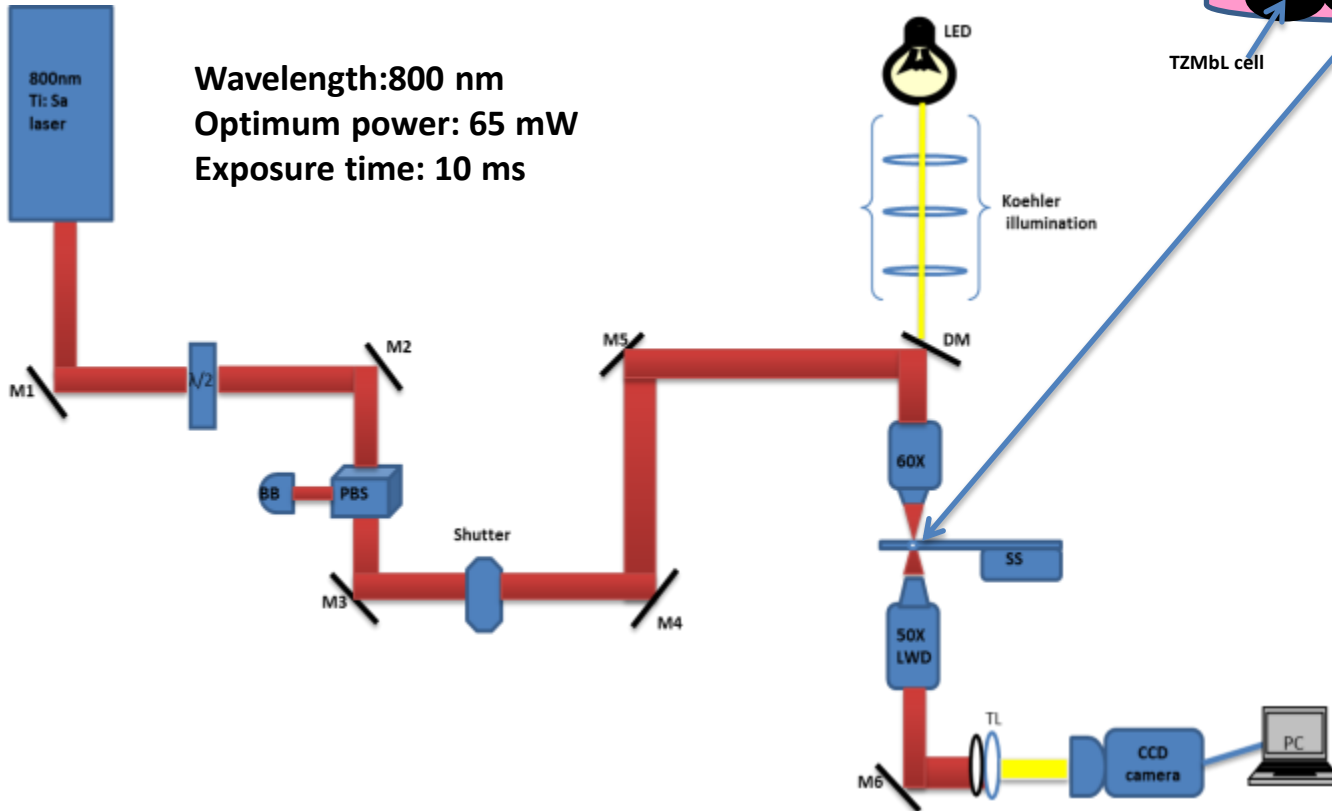 800nm
Ti: Sa
laser
Wavelength:800 nm
Optimum power: 65 mW
Exposure time: 10 ms
LED
TZMbL cell
Koehler
illumination
M1
λ/2
M2
M5
DM
BB
PBS
60X
Shutter
SS
M3
M4
50X
LWD
TL
M6
CCD
camera
PC